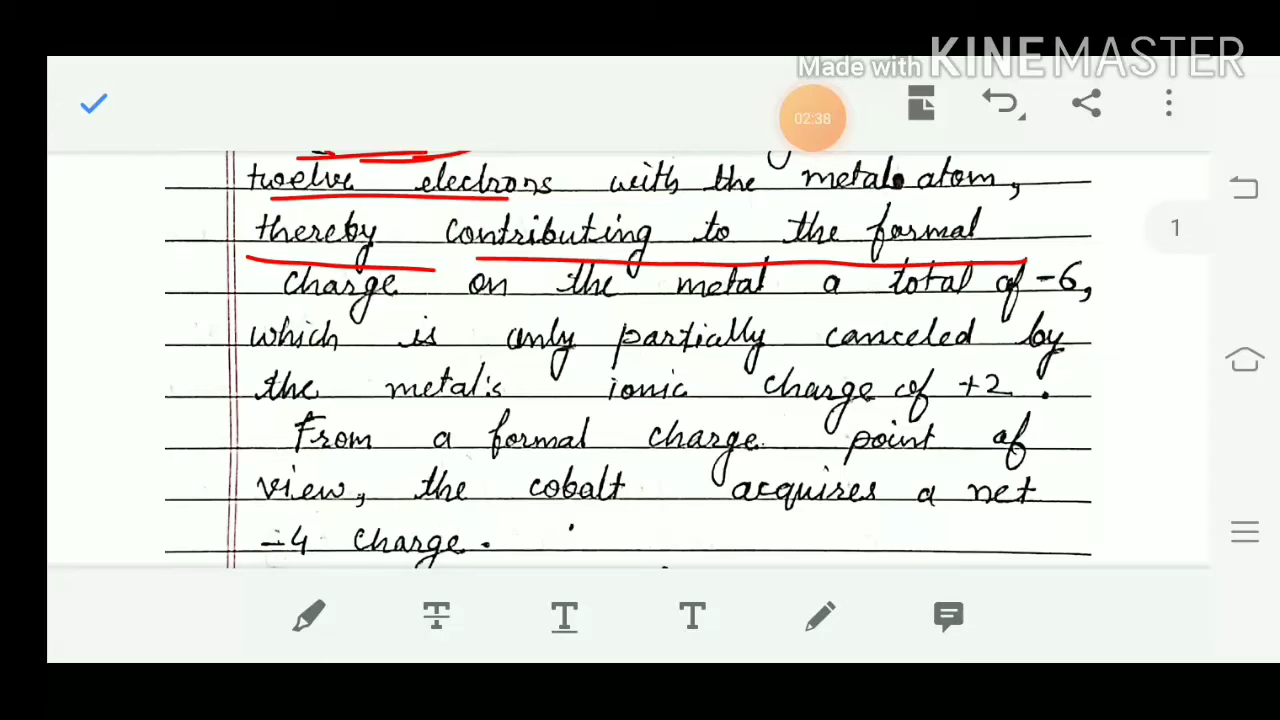 Made with KINEMASTER
02:38
twelve electrons with the metal atom,
thereby contributing to the formal
1
charge on the metal a total of -6,
which is only partially canceled by
the metal's ionic charge of +2.
From a formal charge point of
view, the cobalt acquires a net
-4 charge.
T T T